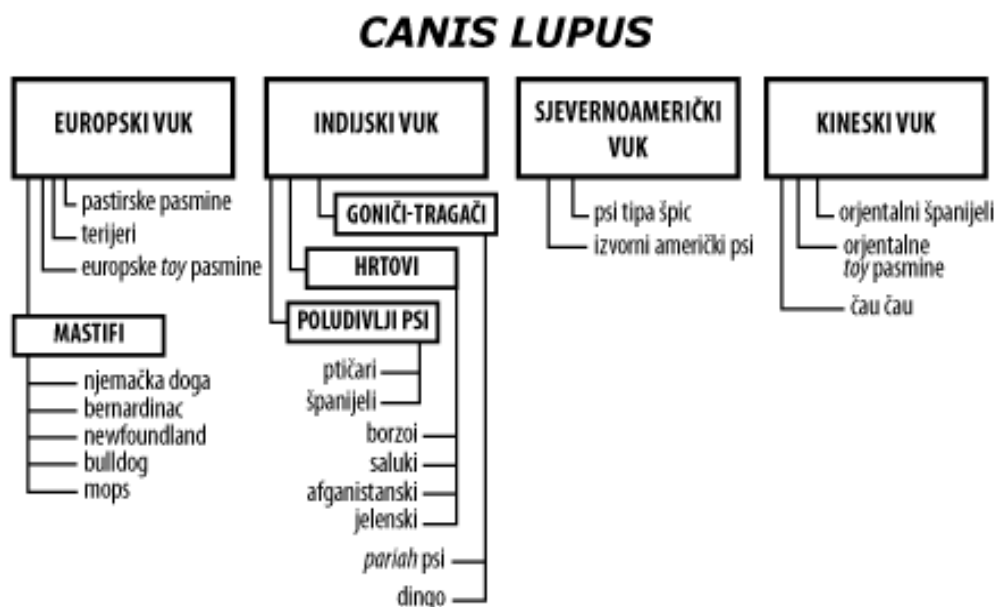 CANIS LUPUS
EUROPSKI VUK
pastirske pasmine
terijeri
europske toy pasmine
MASTIFI
njemačka doga
bernardinac
newfoundland
bulldog
mops
INDIJSKI VUK
GONIČI-TRAGAČI
HRTOVI
POLUDIVLJI PSI
ptičari
španijeli
borzoi
saluki
afganistanski
jelenski
pariah psi
dingo
SJEVERNOAMERIČKI
VUK
psi tipa špic
izvorni američki psi
KINESKI VUK
orjentalni španijeli
orjentalne
toy pasmine
čau čau